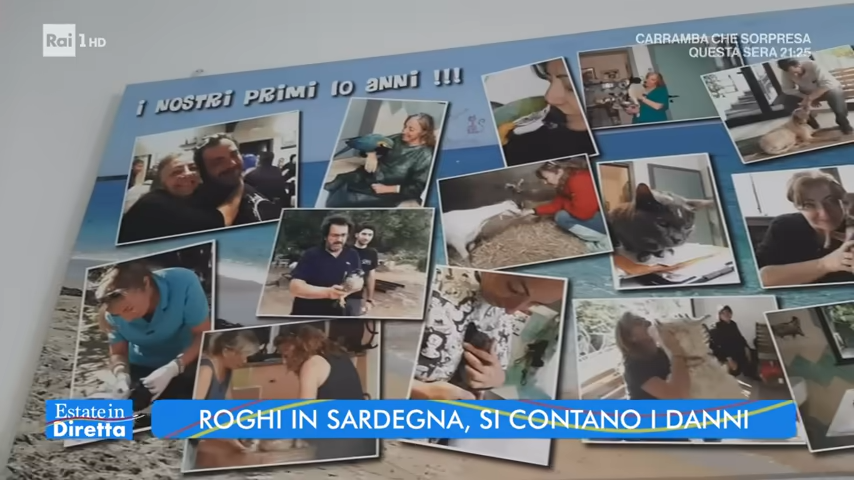 Rai 1 HD
CARRAMBA CHE SORPRESA
QUESTA SERA 21:25
I NOSTRI PRIMI 10 ANNI !!!
Estate in
Diretta
ROGHI IN SARDEGNA, SI CONTANO I DANNI